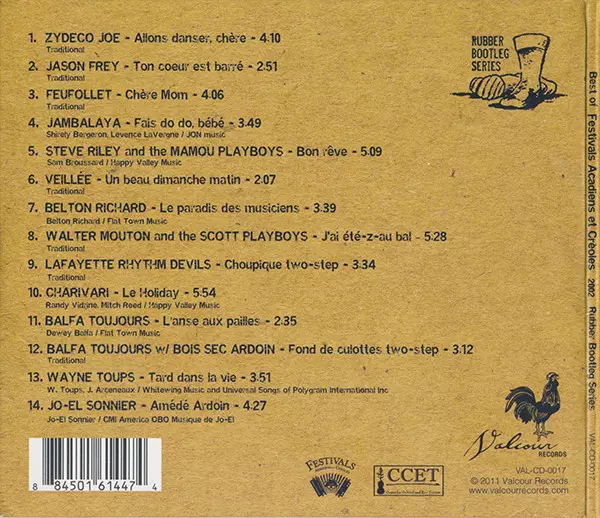 1. ZYDECO JOE - Allons danser, chère - 4:10
Traditional
2. JASON FREY - Ton coeur est barré - 2:51
Traditional
3. FEUFOLLET - Chère Mom - 4:06
Traditional
4. JAMBALAYA - Fais do do, bébé - 3:49
Shirely Bergeron, Levence LaVergne / JON music
5. STEVE RILEY and the MAMOU PLAYBOYS - Bon rêve - 5:09
Sam Broussard / Happy Valley Music
6. VEILLÉE - Un beau dimanche matin - 2:07
Traditional
7. BELTON RICHARD - Le paradis des musiciens - 3:39
Belton Richard / Flat Town Music
8. WALTER MOUTON and the SCOTT PLAYBOYS - J'ai été-z-au bal - 5:28
Traditional
9. LAFAYETTE RHYTHM DEVILS - Choupique two-step - 3:34
Traditional
10. CHARIVARI - Le Holiday - 5:54
Randy Vidrine, Mitch Reed / Happy Valley Music
11. BALFA TOUJOURS - L'anse aux pailles - 2:35
Dewey Balfa / Flat Town Music
12. BALFA TOUJOURS w/ BOIS SEC ARDOIN - Fond de culottes two-step - 3:12
Traditional
13. WAYNE TOUPS - Tard dans la vie - 3:51
W. Toups, J. Arceneaux / Whitewing Music and Universal Songs of Polygram International Inc
14. JO-EL SONNIER - Amédé Ardoin - 4:27
Jo-El Sonnier / CMI America OBO Musique de Jo-El
8 84501 61447 4
FESTIVALS
CCET
RUBBER
BOOTLEG
SERIES
Valcour
RECORDS
VAL-CD-0017
© 2011 Valcour Records
www.valcourrecords.com
Best of Festivals Acadiens et Créoles 2002 Rubber Bootleg Series VAL-CD-0017